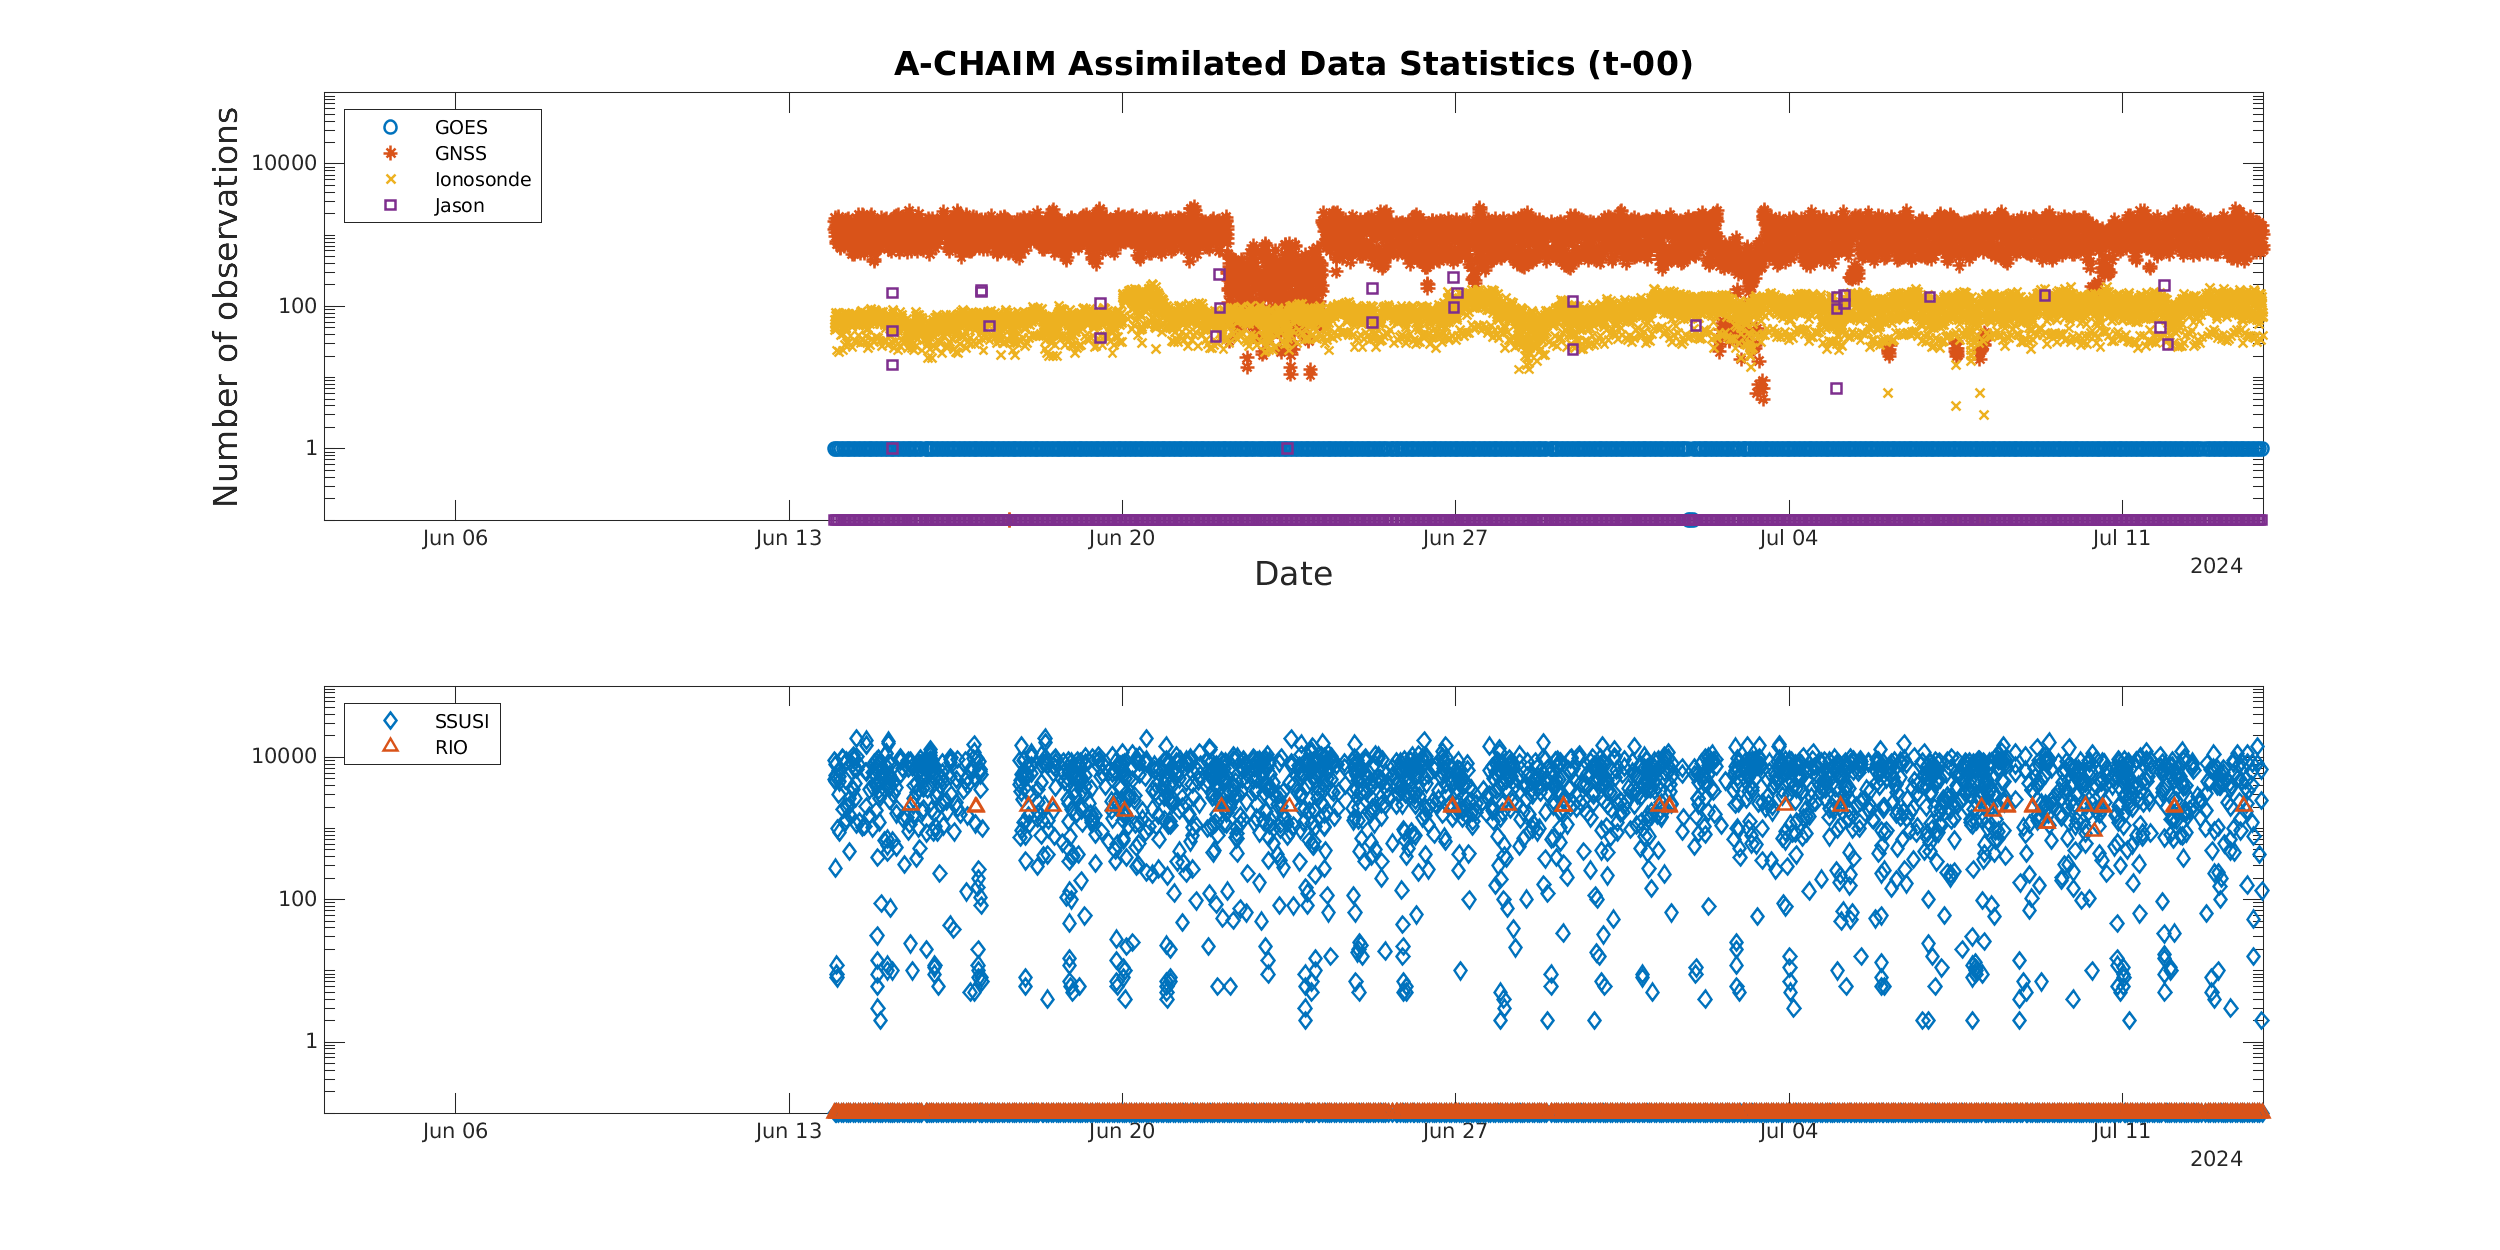 A-CHAIM Assimilated Data Statistics (t-00)
Number of observations
10000
100
1
GOES
GNSS
Ionosonde
Jason
Jun 06
Jun 13
Jun 20
Jun 27
Jul 04
Jul 11
2024
Date
10000
100
1
SSUSI
RIO
Jun 06
Jun 13
Jun 20
Jun 27
Jul 04
Jul 11
2024